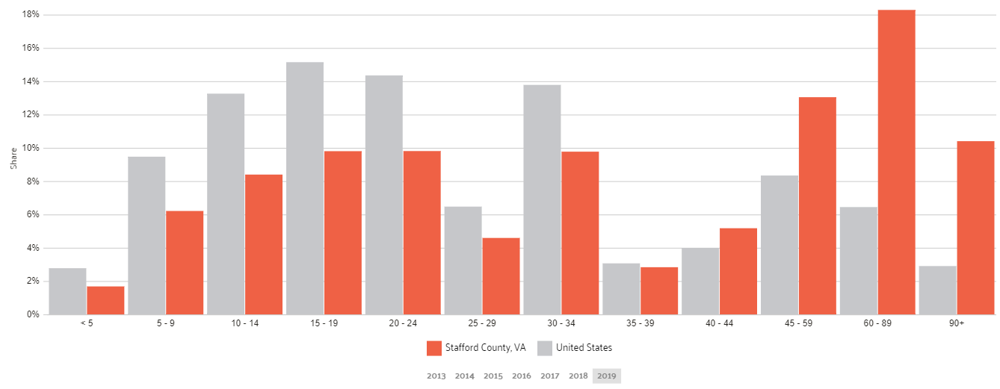 18%
16%
14%
12%
10%
8%
6%
4%
2%
0%
Share
< 5 5 - 9 10 - 14 15 - 19 20 - 24 25 - 29 30 - 34 35 - 39 40 - 44 45 - 59 60 - 89 90+
Stafford County, VA United States
2013 2014 2015 2016 2017 2018 2019